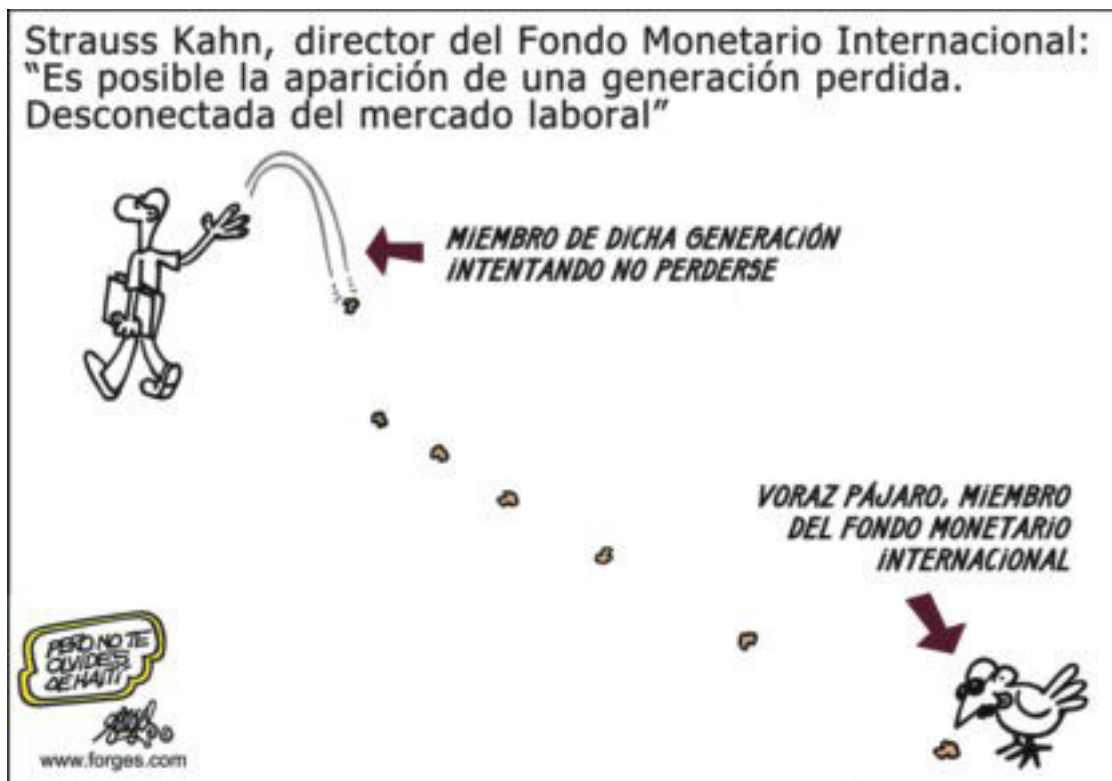 Strauss Kahn, director del Fondo Monetario Internacional:
"Es posible la aparición de una generación perdida.
Desconectada del mercado laboral"
MIEMBRO DE DICHA GENERACIÓN
INTENTANDO NO PERDERSE
VORAZ PÁJARO, MIEMBRO
DEL FONDO MONETARIO
INTERNACIONAL
PERO NO TE
OLVIDES
DE HAITÍ
www.forges.com